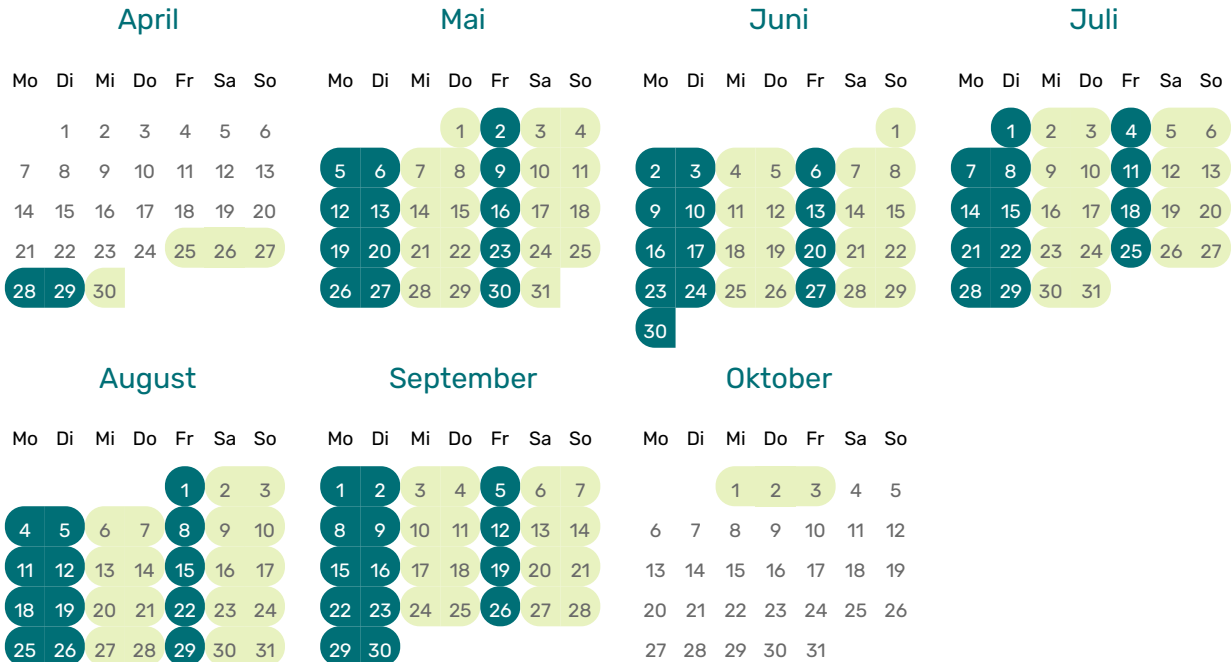 April
Mo Di Mi Do Fr Sa So
1 2 3 4 5 6
7 8 9 10 11 12 13
14 15 16 17 18 19 20
21 22 23 24 25 26 27
28 29 30
Mai
Mo Di Mi Do Fr Sa So
1 2 3 4
5 6 7 8 9 10 11
12 13 14 15 16 17 18
19 20 21 22 23 24 25
26 27 28 29 30 31
Juni
Mo Di Mi Do Fr Sa So
1
2 3 4 5 6 7 8
9 10 11 12 13 14 15
16 17 18 19 20 21 22
23 24 25 26 27 28 29
30
Juli
Mo Di Mi Do Fr Sa So
1 2 3 4 5 6
7 8 9 10 11 12 13
14 15 16 17 18 19 20
21 22 23 24 25 26 27
28 29 30 31
August
Mo Di Mi Do Fr Sa So
1 2 3
4 5 6 7 8 9 10
11 12 13 14 15 16 17
18 19 20 21 22 23 24
25 26 27 28 29 30 31
September
Mo Di Mi Do Fr Sa So
1 2 3 4 5 6 7
8 9 10 11 12 13 14
15 16 17 18 19 20 21
22 23 24 25 26 27 28
29 30
Oktober
Mo Di Mi Do Fr Sa So
1 2 3 4 5
6 7 8 9 10 11 12
13 14 15 16 17 18 19
20 21 22 23 24 25 26
27 28 29 30 31